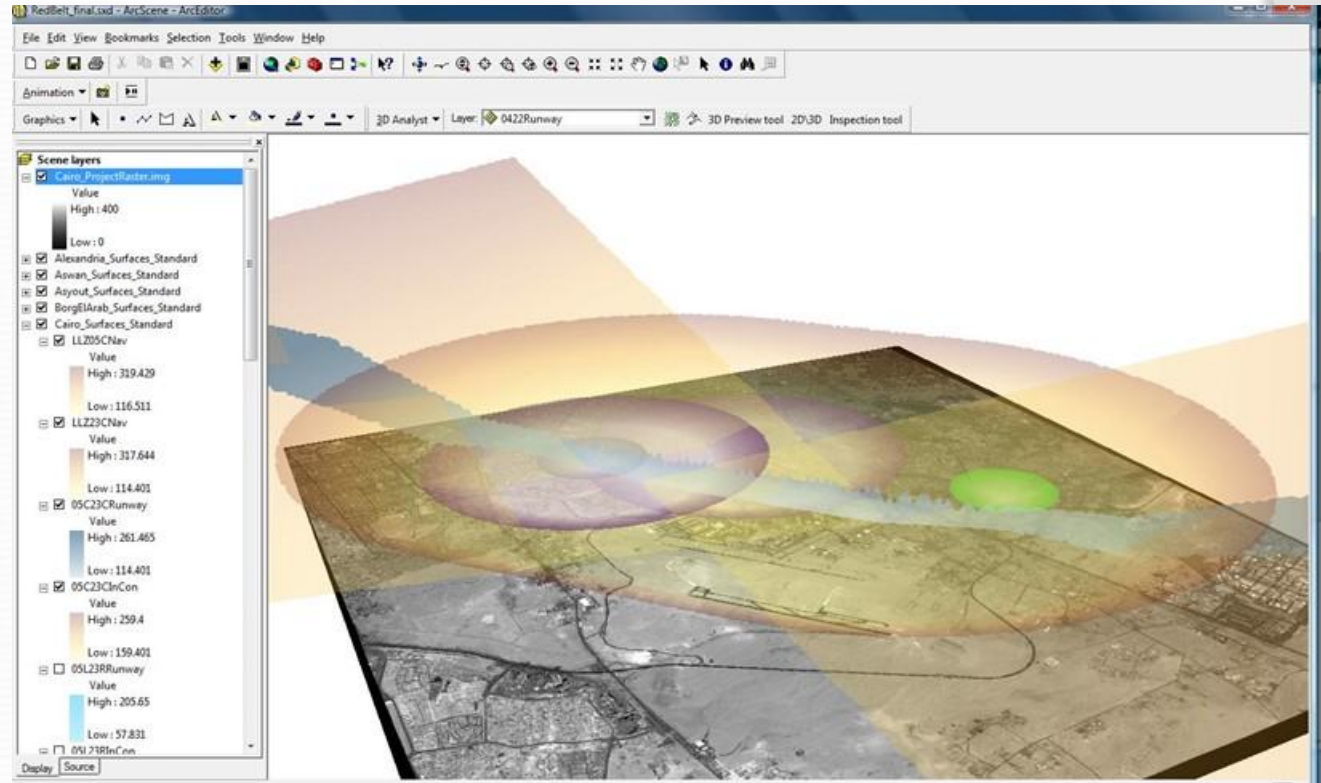 RedBelt_final.sxd - ArcScene - ArcEditor
File Edit View Bookmarks Selection Tools Window Help
Animation
Graphics 3D Analyst Layer: 0422Runway 3D Preview tool 2D\3D Inspection tool
Scene layers
Cairo_ProjectRaster.img
Value
High : 400
Low : 0
Alexandria_Surfaces_Standard
Aswan_Surfaces_Standard
Asyout_Surfaces_Standard
BorgElArab_Surfaces_Standard
Cairo_Surfaces_Standard
LLZ05CNav
Value
High : 319.429
Low : 116.511
LLZ23CNav
Value
High : 317.644
Low : 114.401
05C23CRunway
Value
High : 261.465
Low : 114.401
05C23CInCon
Value
High : 259.4
Low : 159.401
05L23RRunway
Value
High : 205.65
Low : 57.831
05L23RInCon
Display Source